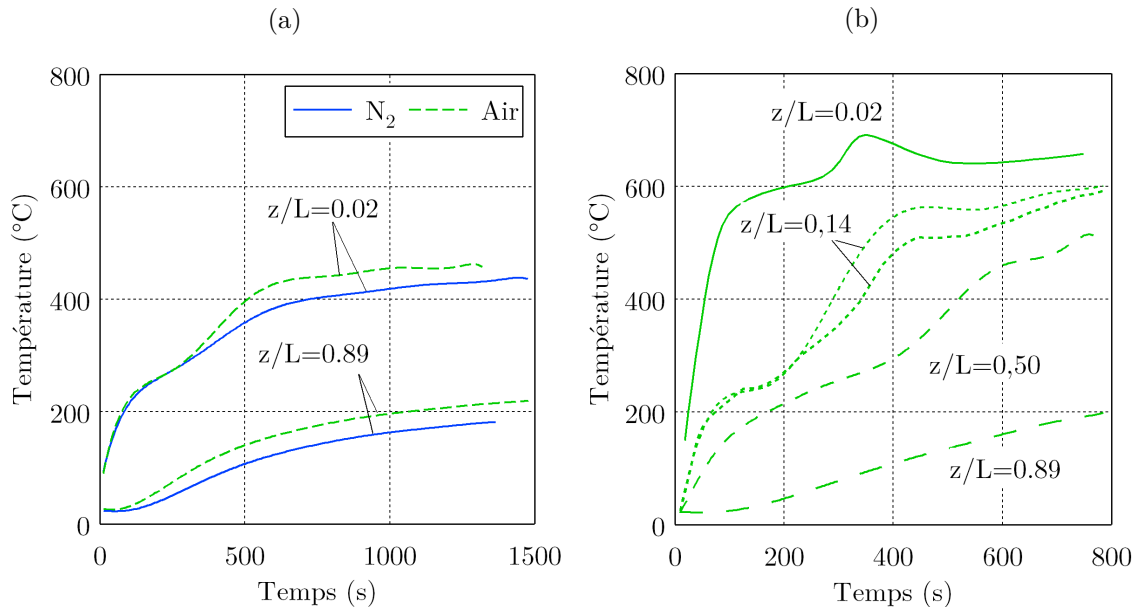 (a)
(b)
800
600
400
200
0
Température (°C)
N2
Air
z/L=0.02
z/L=0.89
0
500
1000
1500
Temps (s)
800
600
400
200
0
Température (°C)
z/L=0.02
z/L=0,14
z/L=0,50
z/L=0.89
0
200
400
600
800
Temps (s)